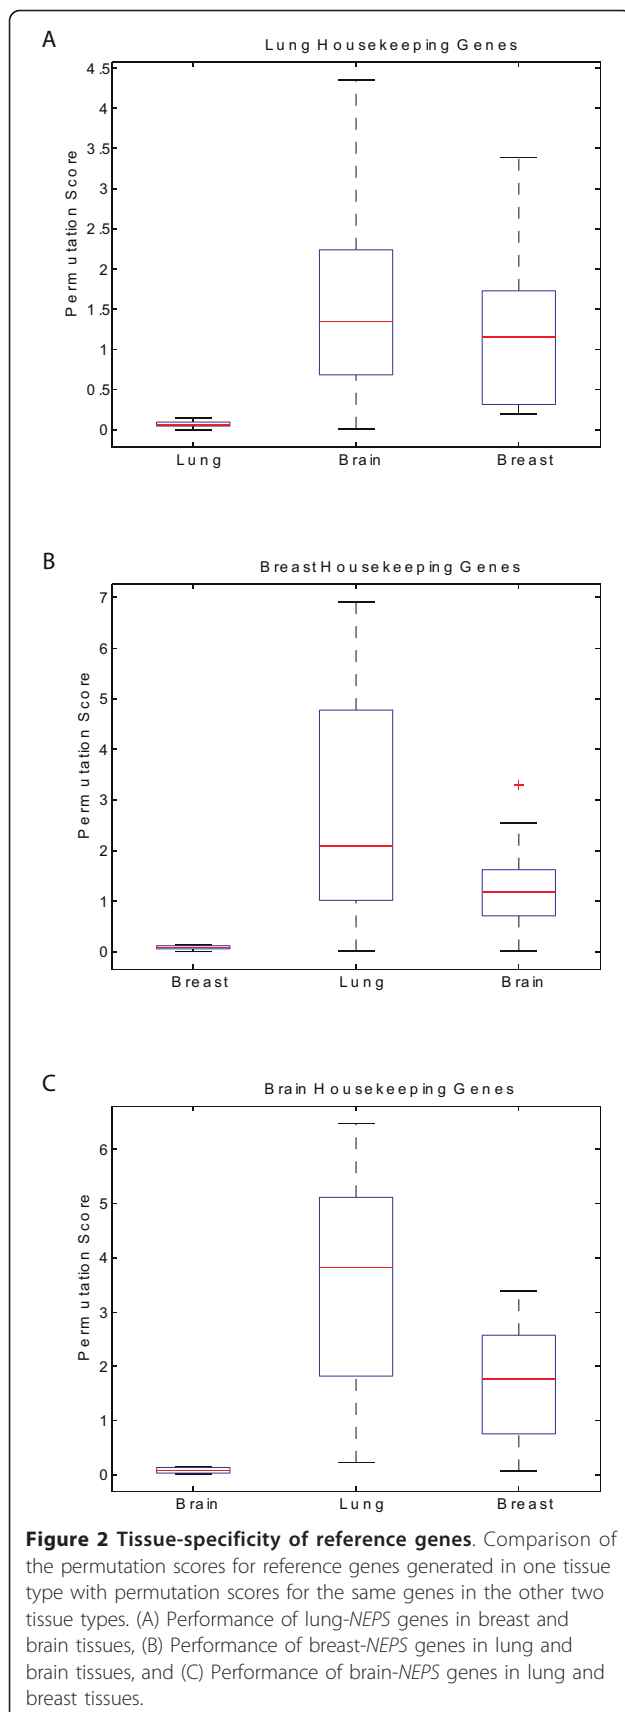 A
Lung Housekeeping Genes
4.5
4
3.5
3
2.5
2
1.5
1
0.5
0
Permutation Score
Lung Brain Breast
B
Breast Housekeeping Genes
7
6
5
4
3
2
1
0
Permutation Score
Breast Lung Brain
C
Brain Housekeeping Genes
6
5
4
3
2
1
0
Permutation Score
Brain Lung Breast
Figure 2 Tissue-specificity of reference genes. Comparison of
the permutation scores for reference genes generated in one tissue
type with permutation scores for the same genes in the other two
tissue types. (A) Performance of lung-NEPS genes in breast and
brain tissues, (B) Performance of breast-NEPS genes in lung and
brain tissues, and (C) Performance of brain-NEPS genes in lung and
breast tissues.